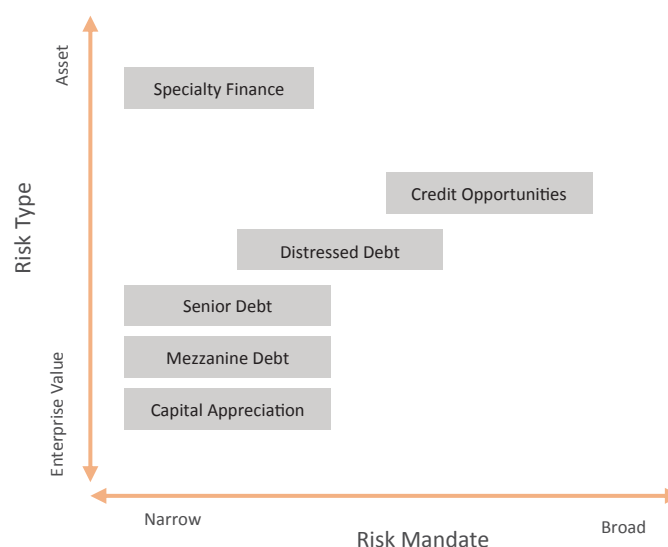 Asset
Specialty Finance
Risk Type
Credit Opportunities
Distressed Debt
Senior Debt
Mezzanine Debt
Capital Appreciation
Enterprise Value
Narrow
Broad
Risk Mandate